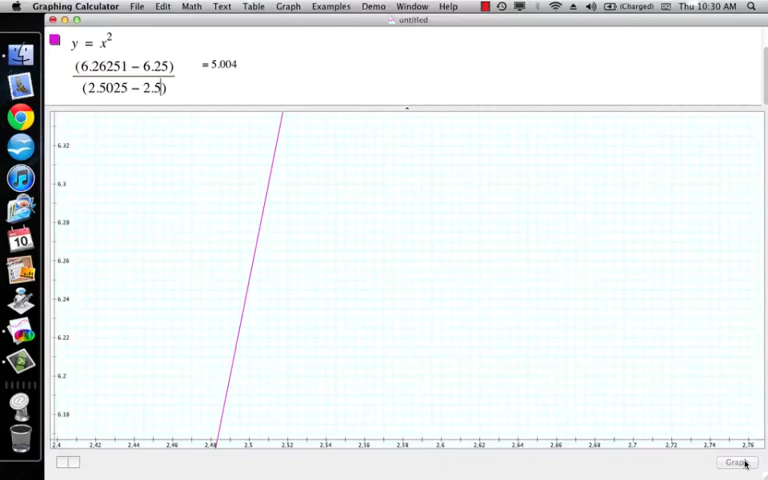 Graphing Calculator File Edit Math Text Table Graph Examples Demo Window Help (Charged) Thu 10:30 AM
untitled
y = x²
(6.26251 − 6.25)
= 5.004
(2.5025 − 2.5)
6.32
6.3
6.28
6.26
6.24
6.22
6.2
6.18
2.4 2.42 2.44 2.46 2.48 2.5 2.52 2.54 2.56 2.58 2.6 2.62 2.64 2.66 2.68 2.7 2.72 2.74 2.76
Graph
10